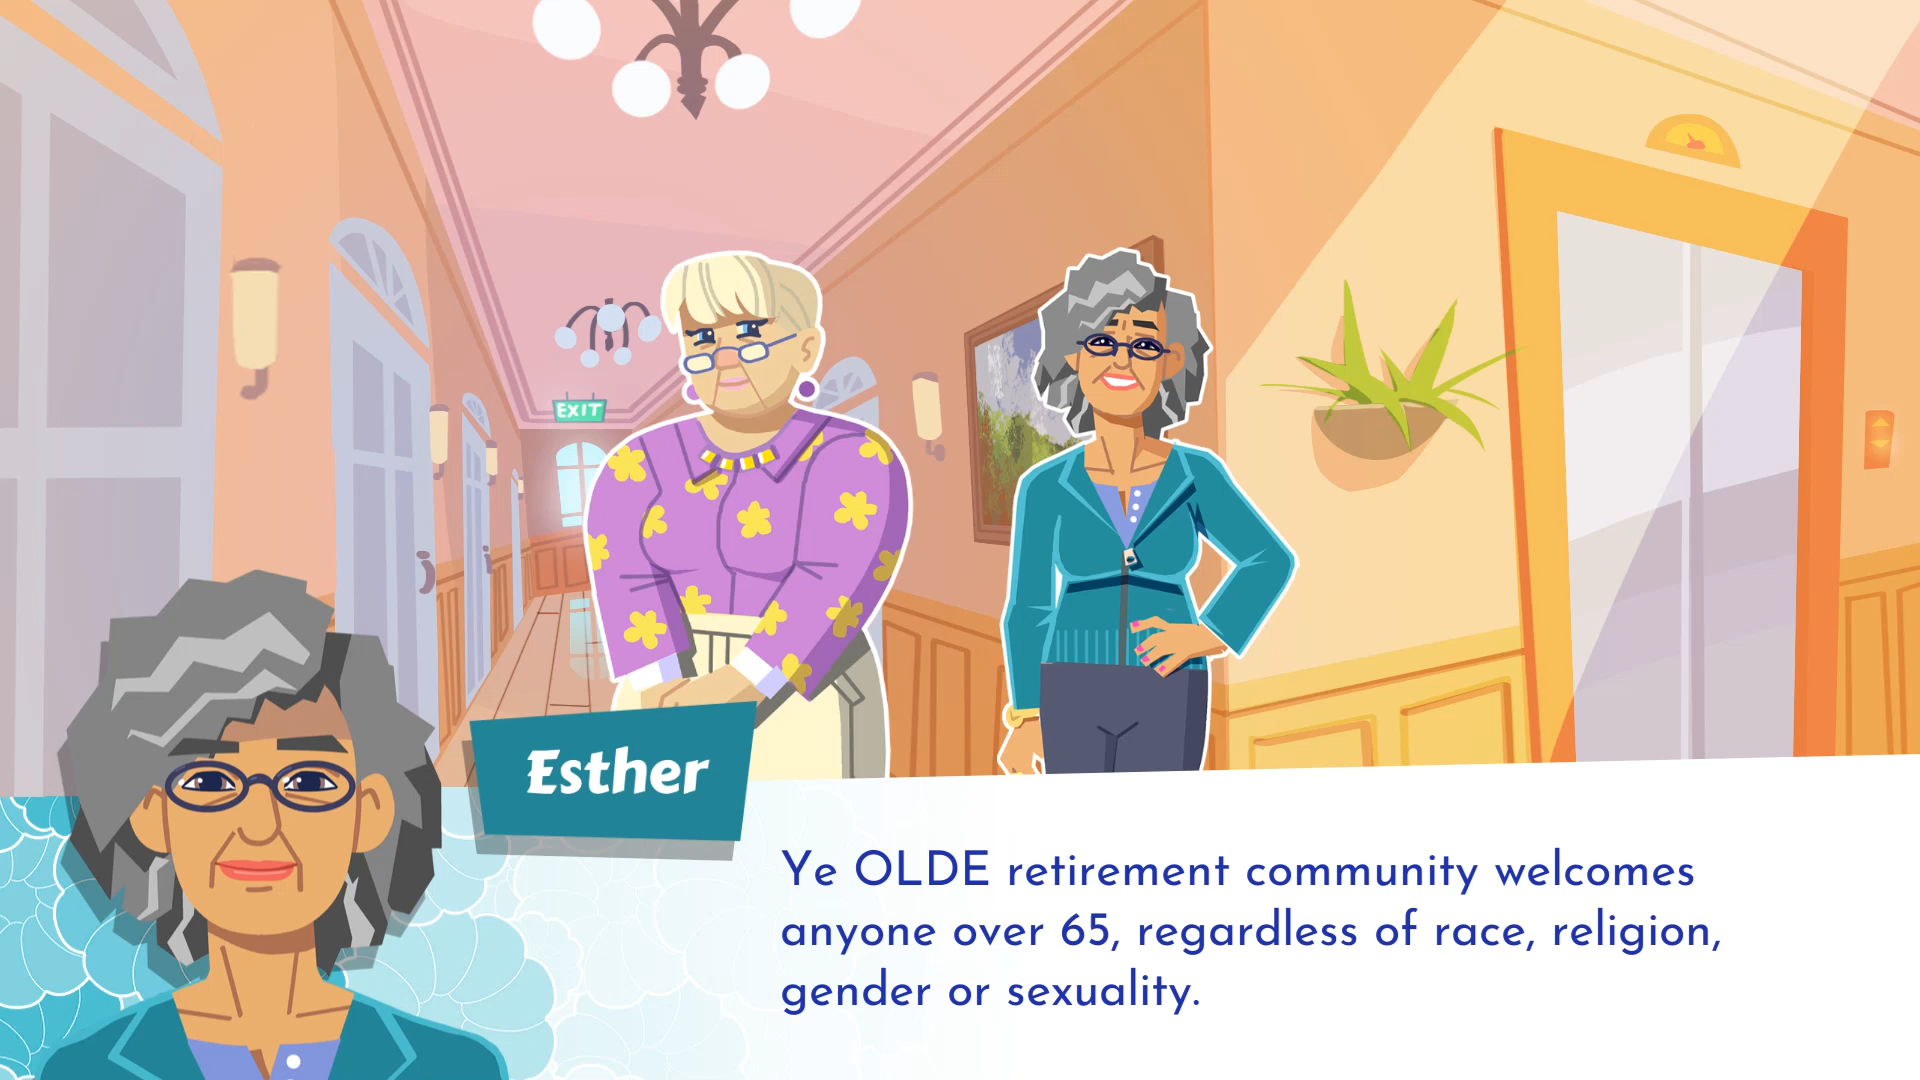 EXIT
Esther
Ye OLDE retirement community welcomes
anyone over 65, regardless of race, religion,
gender or sexuality.